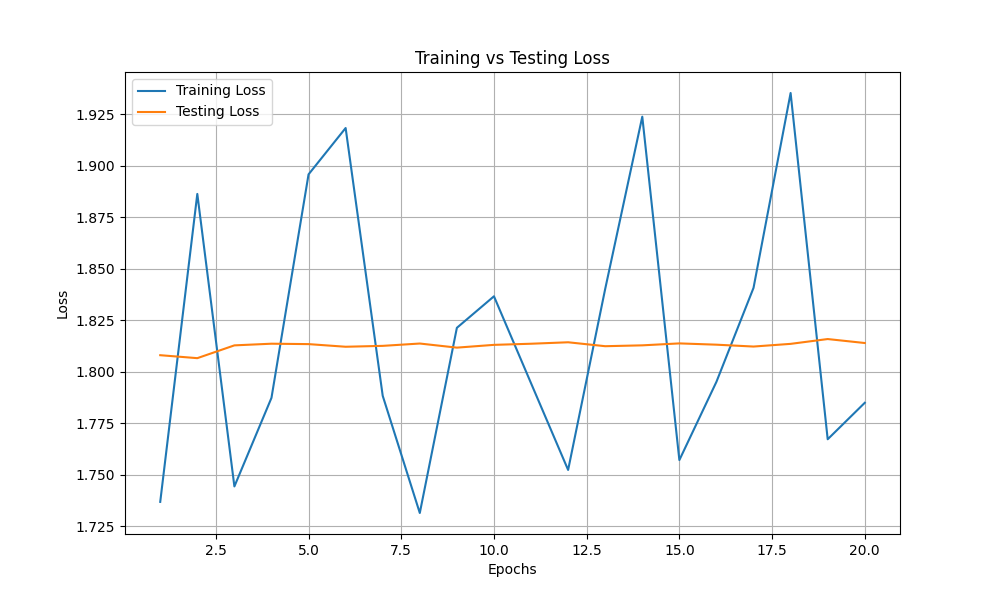 Training vs Testing Loss
Training Loss
Testing Loss
1.925
1.900
1.875
1.850
1.825
1.800
1.775
1.750
1.725
Loss
2.5 5.0 7.5 10.0 12.5 15.0 17.5 20.0
Epochs